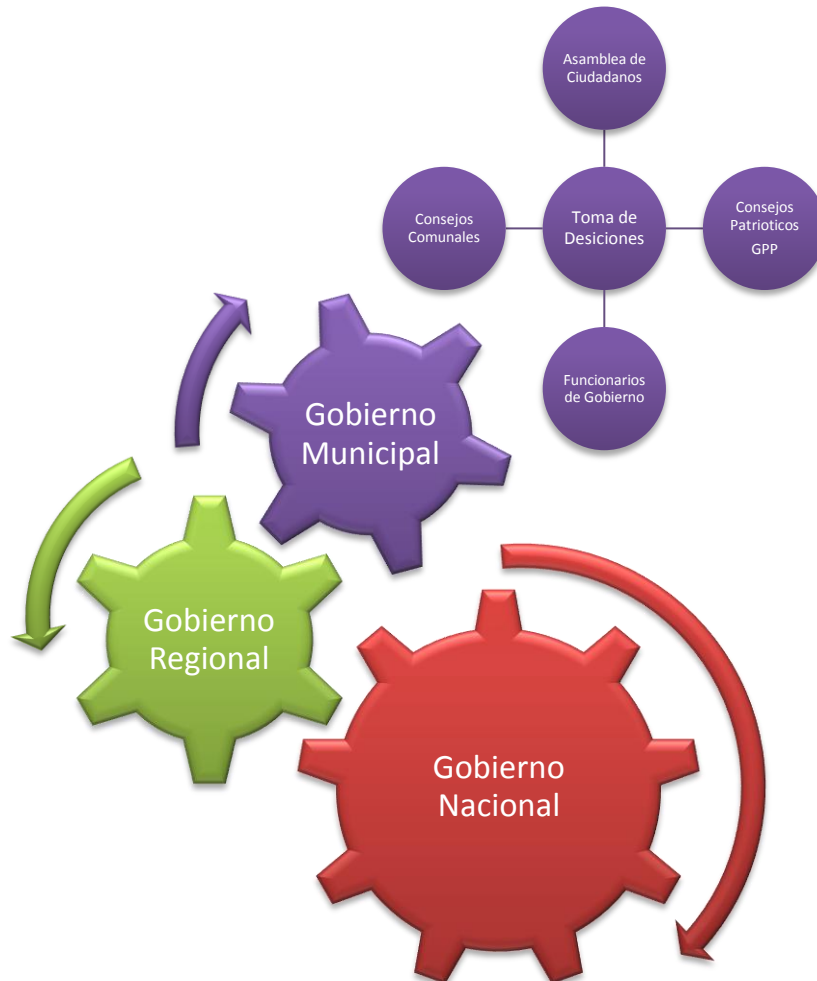 Asamblea de
Ciudadanos
Consejos
Comunales
Toma de
Desiciones
Consejos
Patrioticos
GPP
Funcionarios
de Gobierno
Gobierno
Municipal
Gobierno
Regional
Gobierno
Nacional